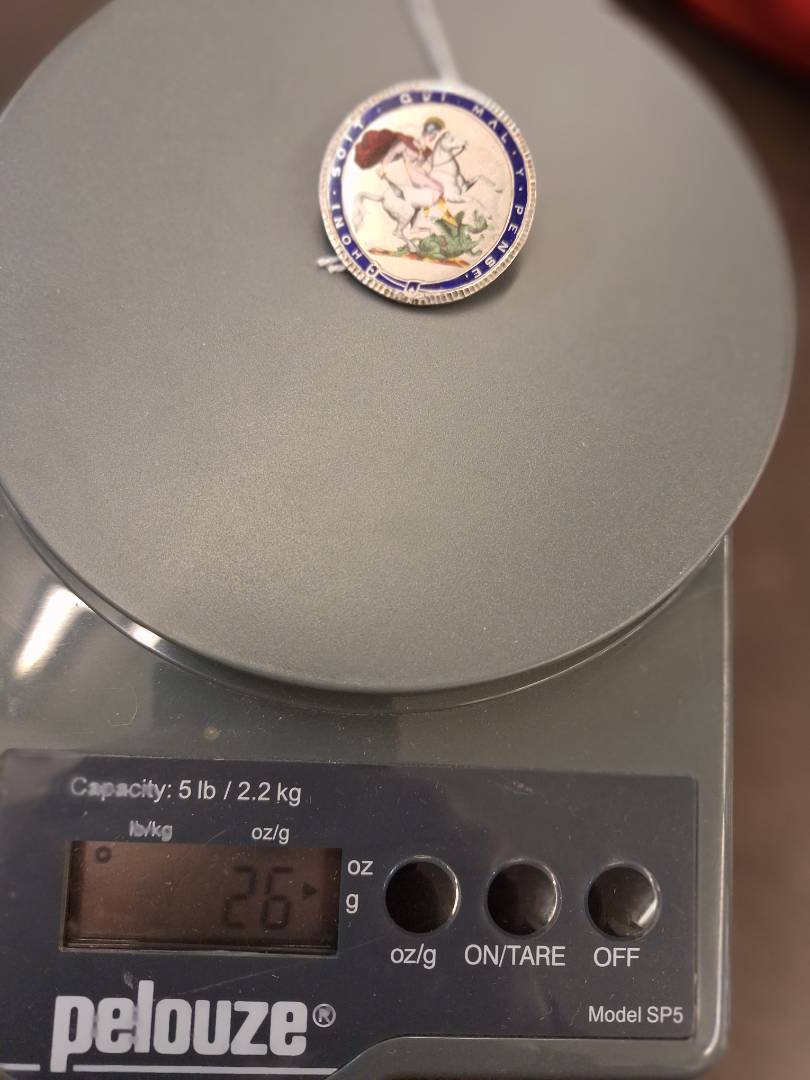 HONI · SOIT · QUI · MAL · Y · PENSE ·
Capacity: 5 lb / 2.2 kg
lb/kg oz/g
26
oz
g
oz/g ON/TARE OFF
pelouze®
Model SP5